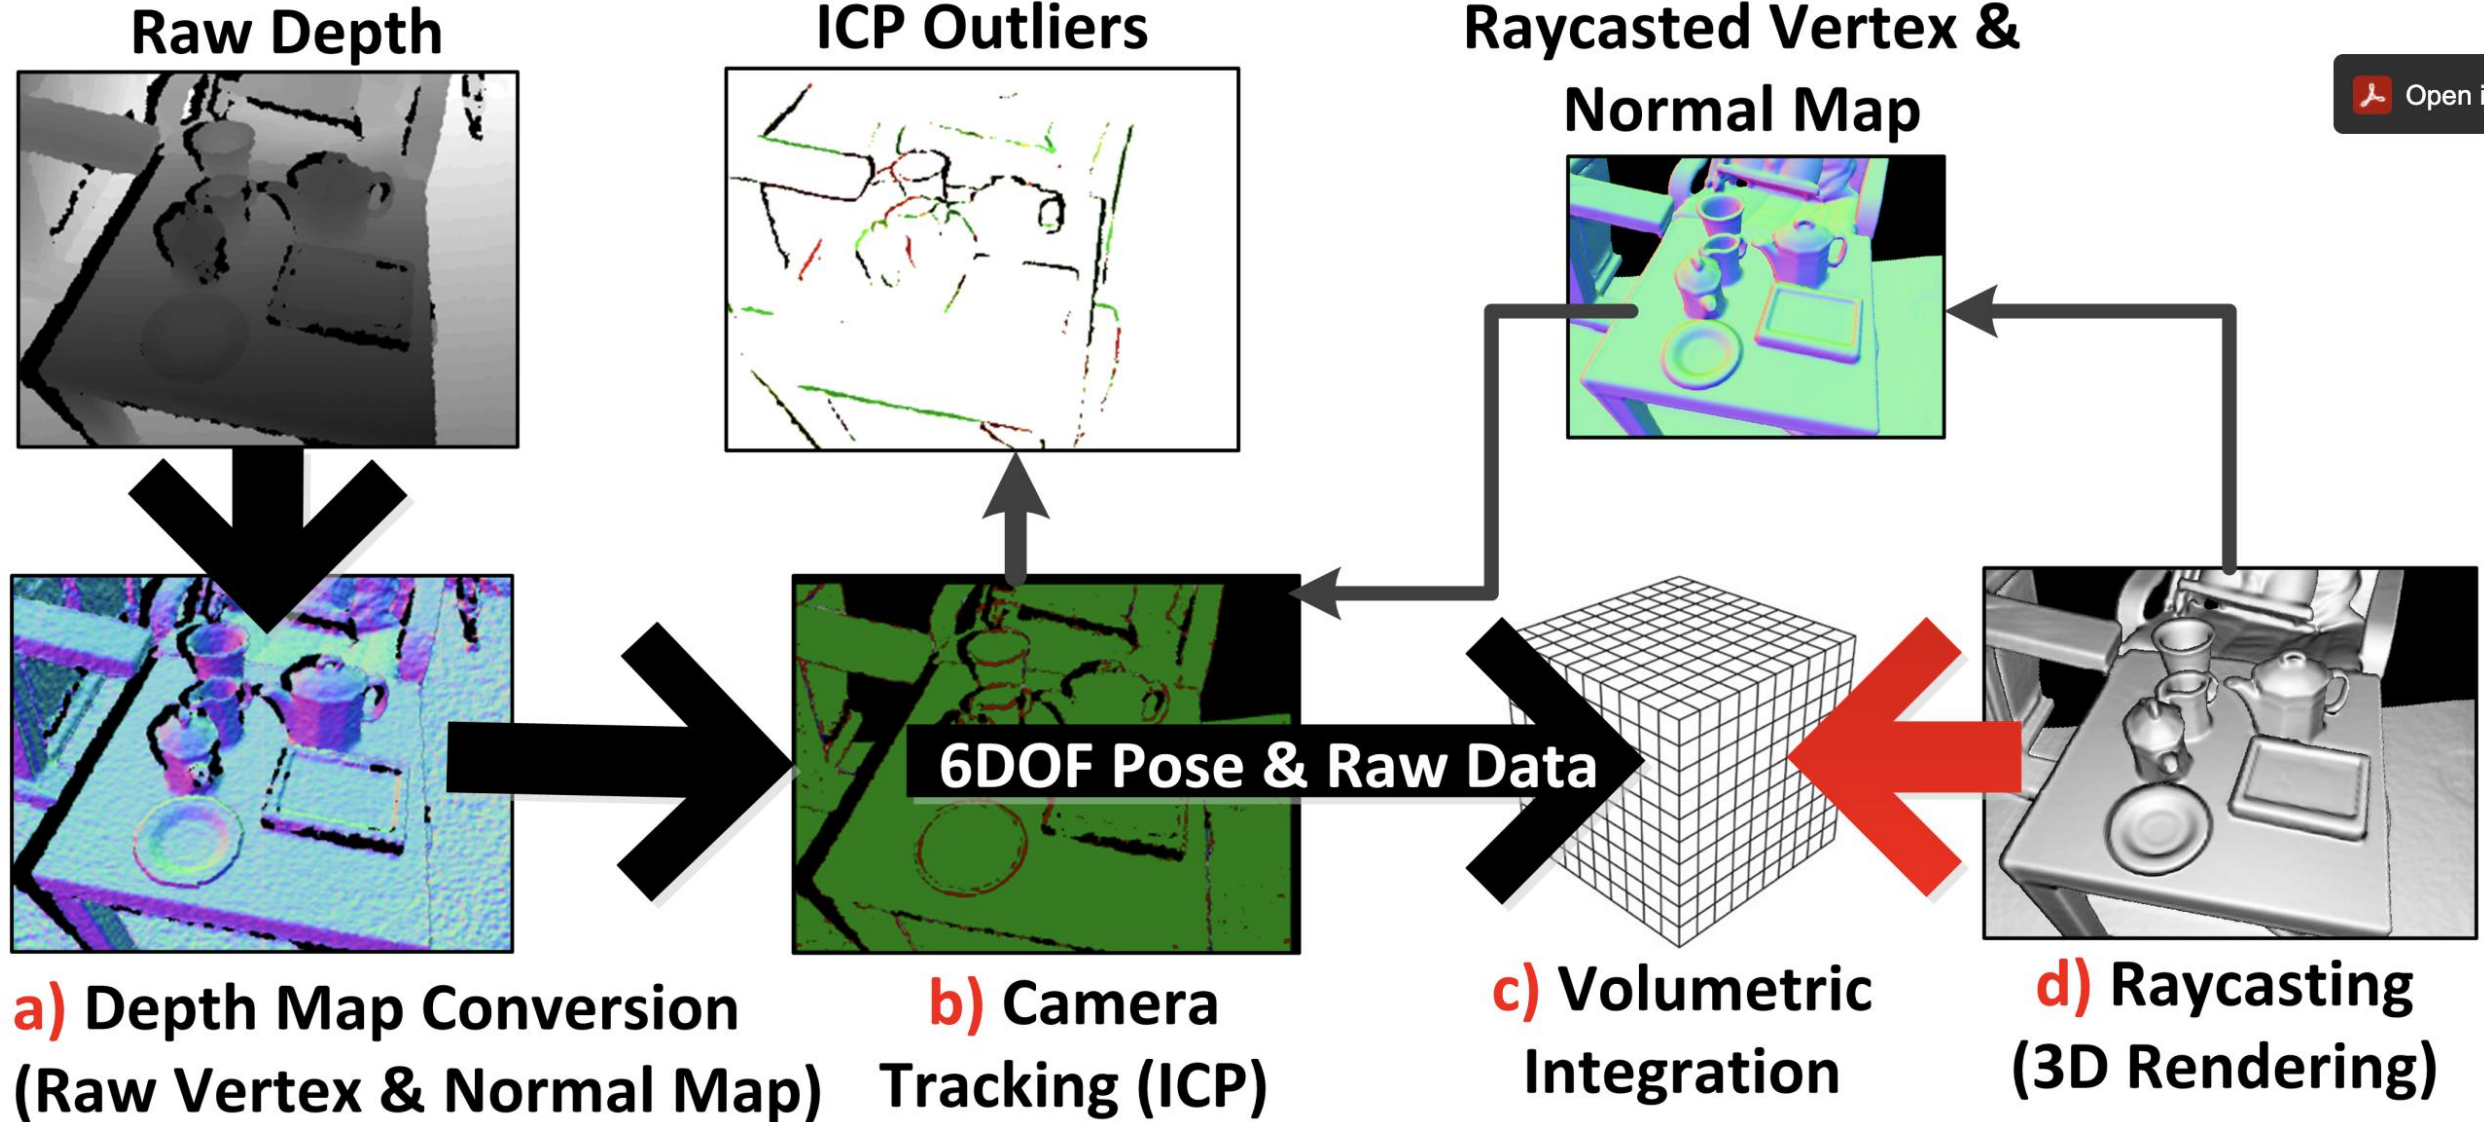 Raw Depth
ICP Outliers
Raycasted Vertex &
Normal Map
Open i
6DOF Pose & Raw Data
a) Depth Map Conversion
(Raw Vertex & Normal Map)
b) Camera
Tracking (ICP)
c) Volumetric
Integration
d) Raycasting
(3D Rendering)